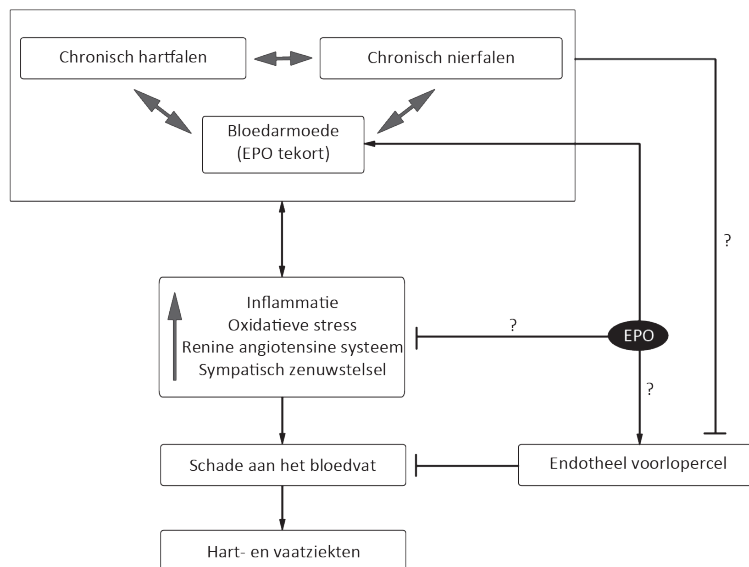 Chronisch hartfalen
Chronisch nierfalen
Bloedarmoede
(EPO tekort)
?
Inflammatie
Oxidatieve stress
Renine angiotensine systeem
Sympatisch zenuwstelsel
?
EPO
?
Schade aan het bloedvat
Endotheel voorlopercel
Hart- en vaatziekten